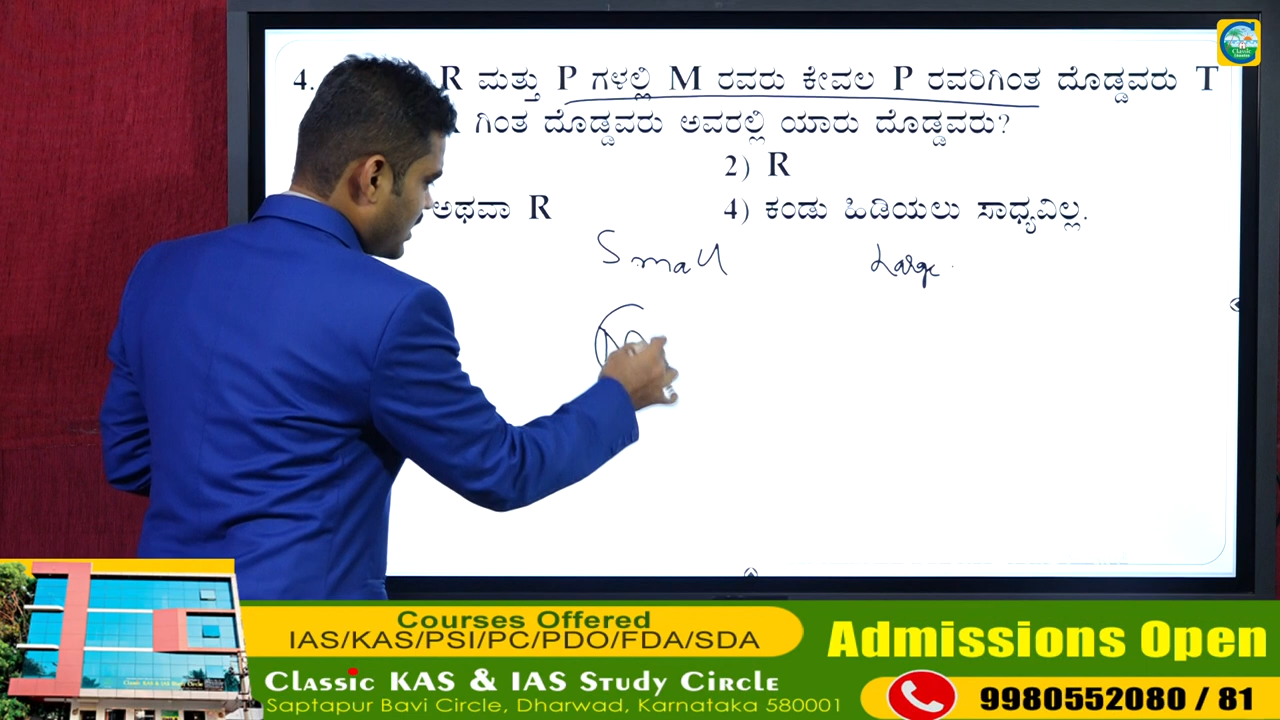 4. R ಮತ್ತು P ಗಳಲ್ಲಿ M ರವರು ಕೇವಲ P ರವರಿಗಿಂತ ದೊಡ್ಡವರು T
ಗಿಂತ ದೊಡ್ಡವರು ಅವರಲ್ಲಿ ಯಾರು ದೊಡ್ಡವರು?
2) R
ಅಥವಾ R 4) ಕಂಡು ಹಿಡಿಯಲು ಸಾಧ್ಯವಿಲ್ಲ.
Small Large
Courses Offered
IAS/KAS/PSI/PC/PDO/FDA/SDA
Classic KAS & IAS Study Circle
Saptapur Bavi Circle, Dharwad, Karnataka 580001
Admissions Open
9980552080 / 81